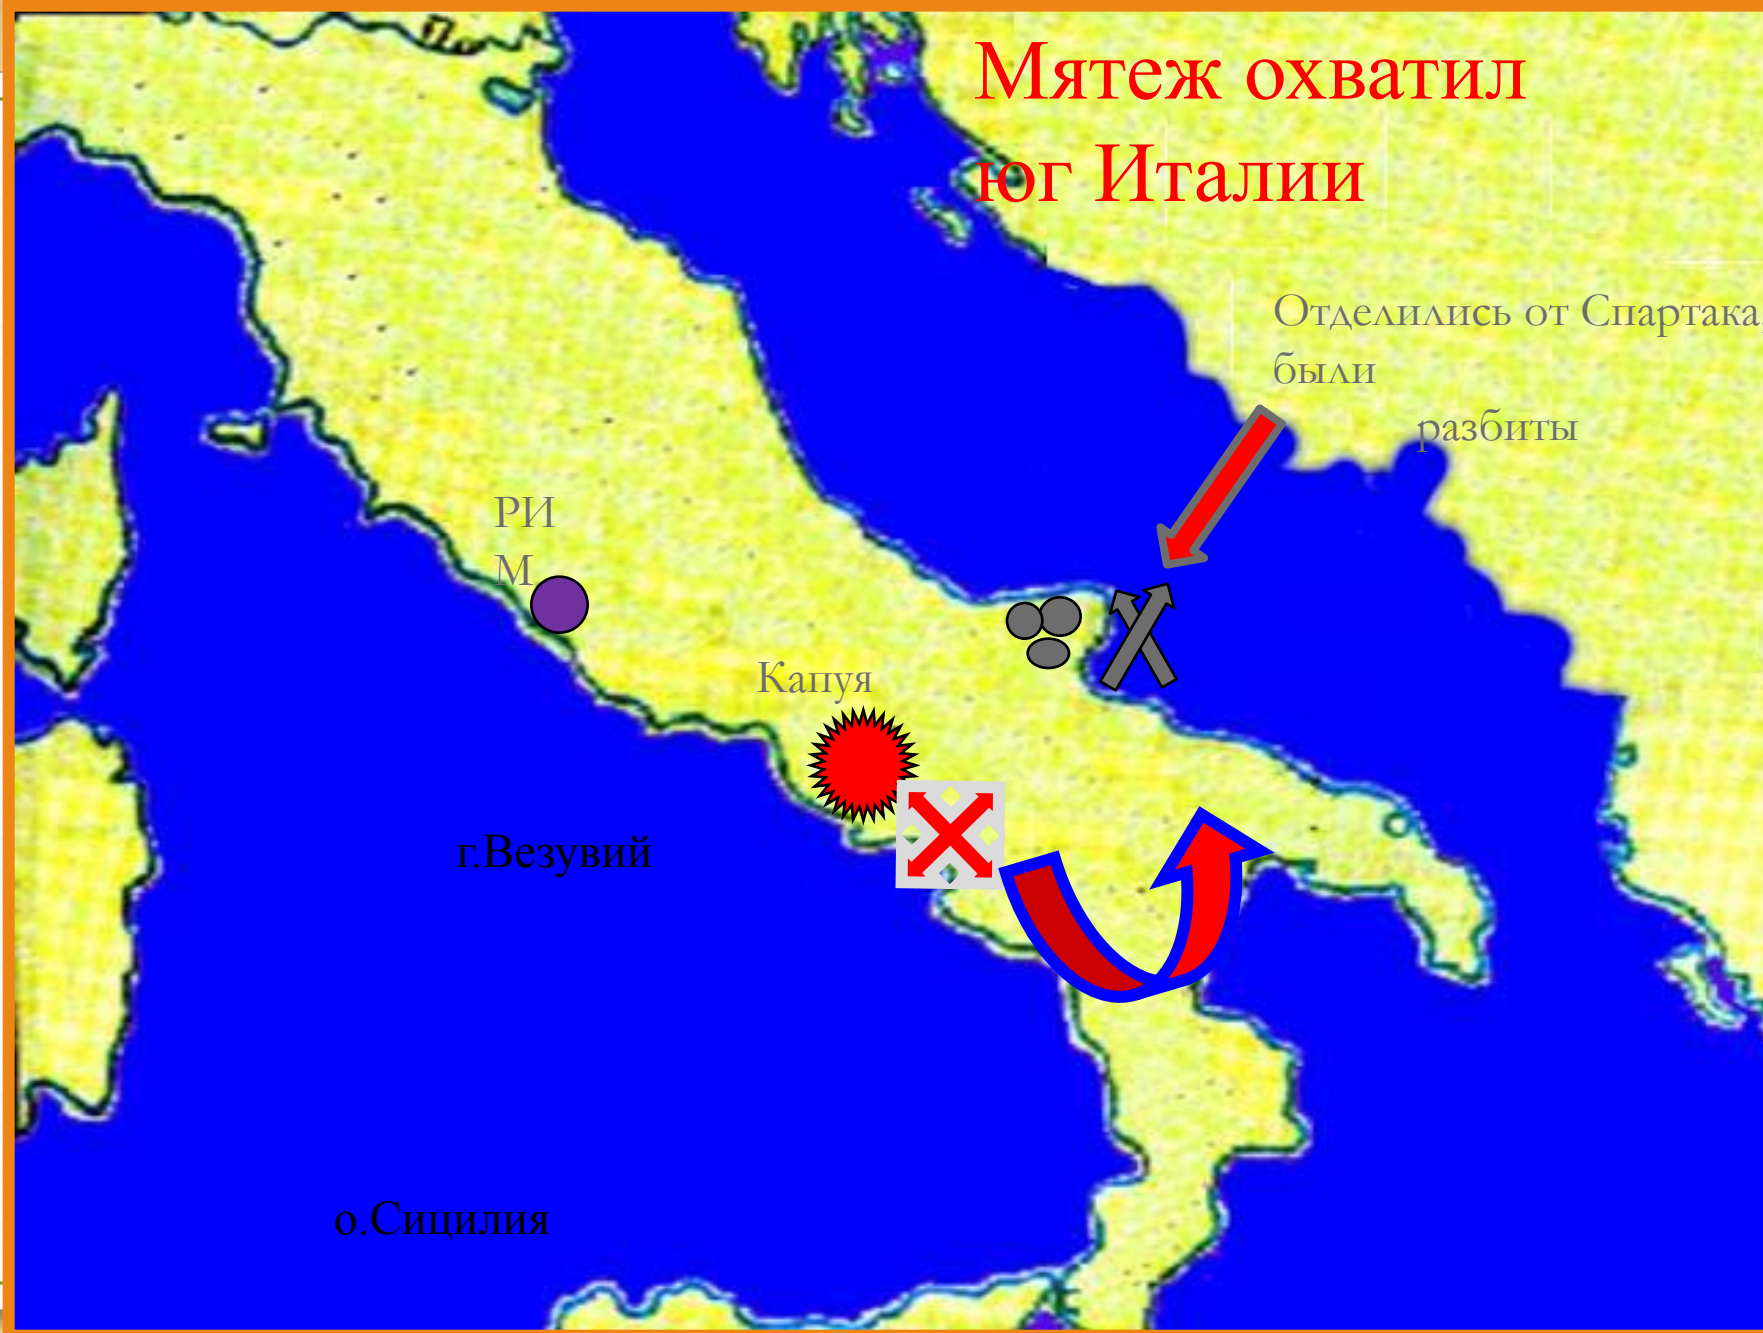 Мятеж охватил
юг Италии
Отделились от Спартака,
были
разбиты
РИ
М
Капуя
г.Везувий
о.Сицилия